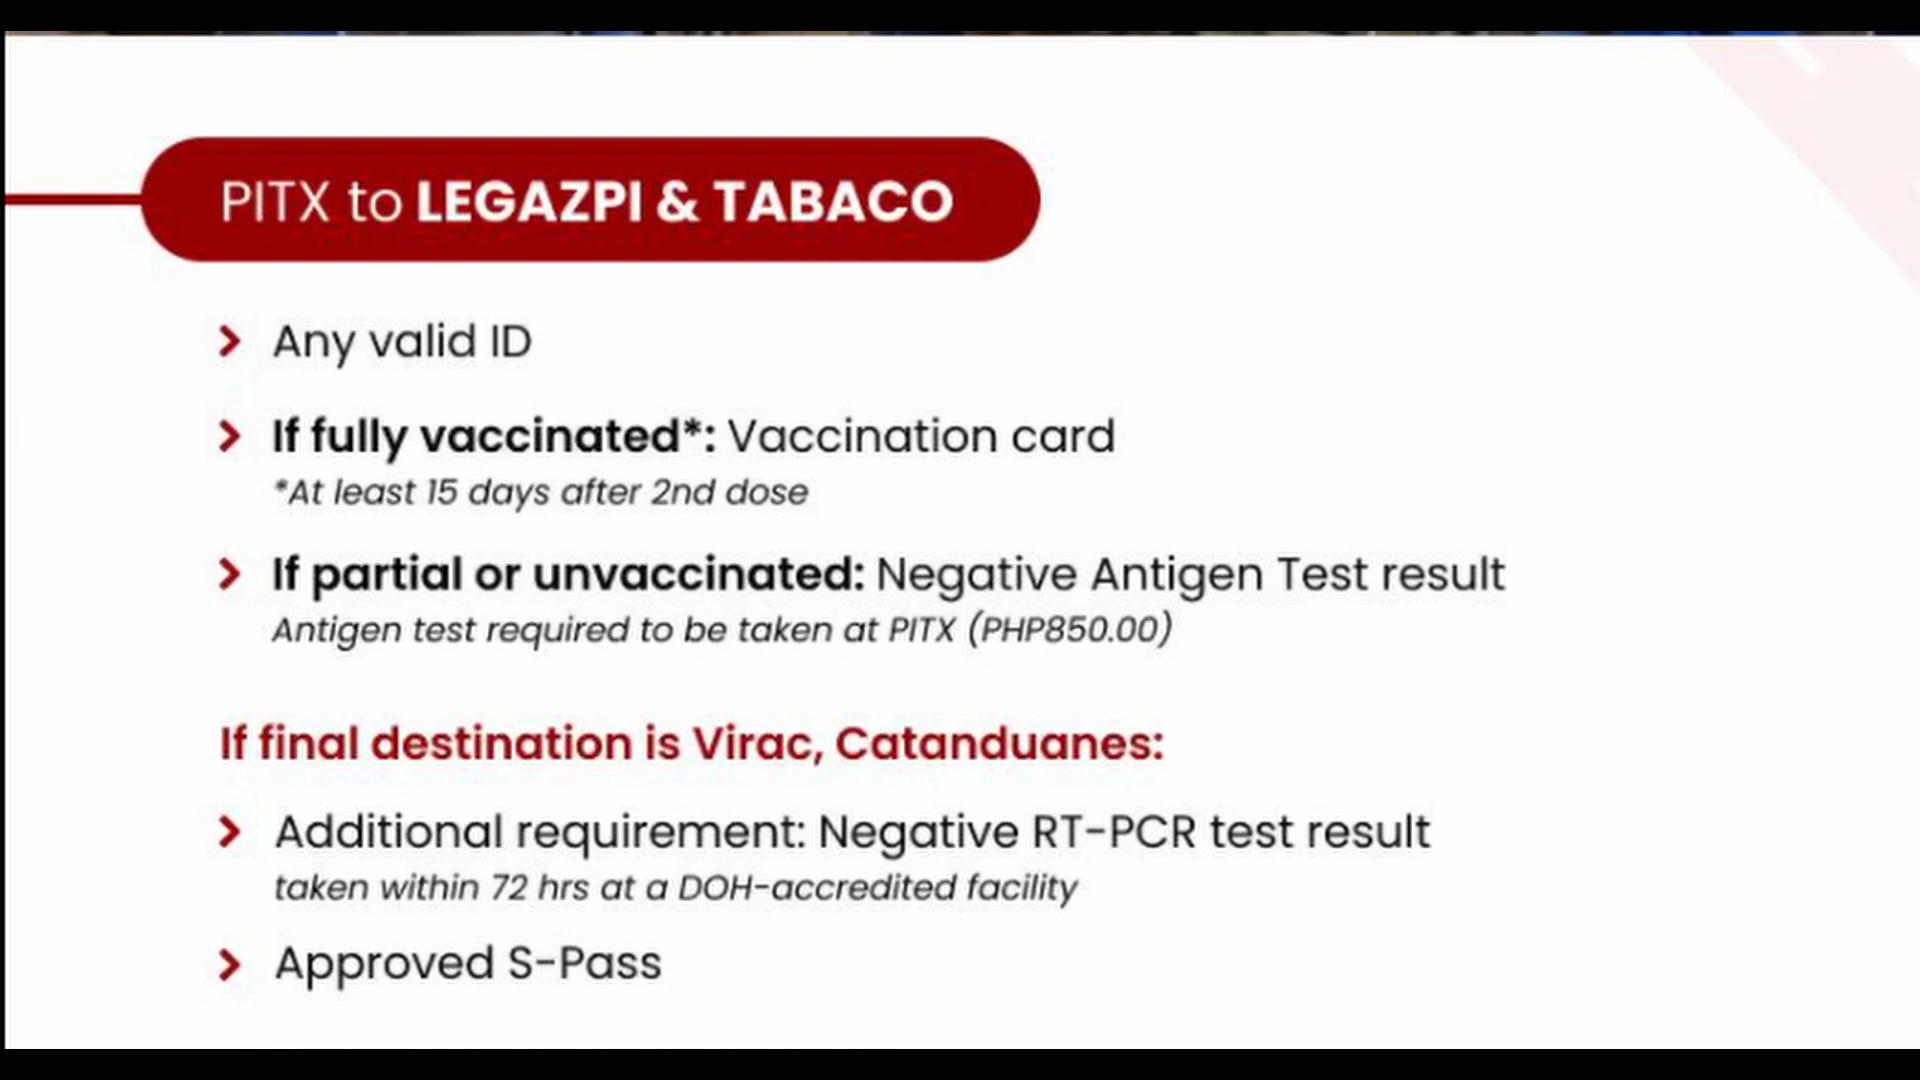 PITX to LEGAZPI & TABACO
Any valid ID
If fully vaccinated*: Vaccination card
*At least 15 days after 2nd dose
If partial or unvaccinated: Negative Antigen Test result
Antigen test required to be taken at PITX (PHP850.00)
If final destination is Virac, Catanduanes:
Additional requirement: Negative RT-PCR test result
taken within 72 hrs at a DOH-accredited facility
Approved S-Pass